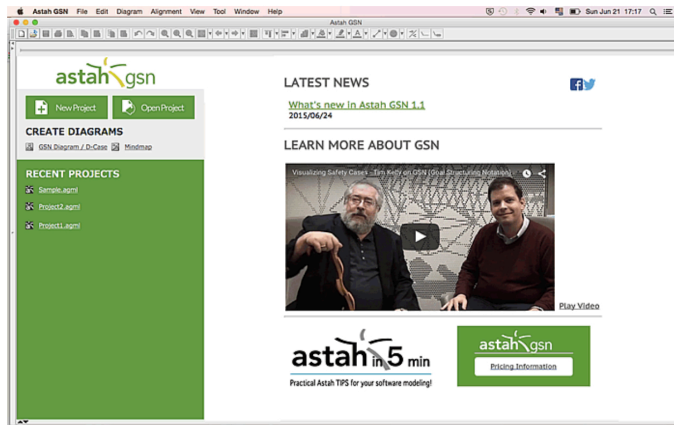 Astah GSN File Edit Diagram Alignment View Tool Window Help
Sun Jun 21 17:17
Astah GSN
astah gsn
New Project
Open Project
CREATE DIAGRAMS
GSN Diagram / D-Case
Mindmap
RECENT PROJECTS
Sample.agml
Project2.agml
Project1.agml
LATEST NEWS
What's new in Astah GSN 1.1
2015/06/24
LEARN MORE ABOUT GSN
Visualizing Safety Cases - Tim Kelly on GSN (Goal Structuring Notation) -
Play Video
astah in 5 min
Practical Astah TIPS for your software modeling!
astah gsn
Pricing Information